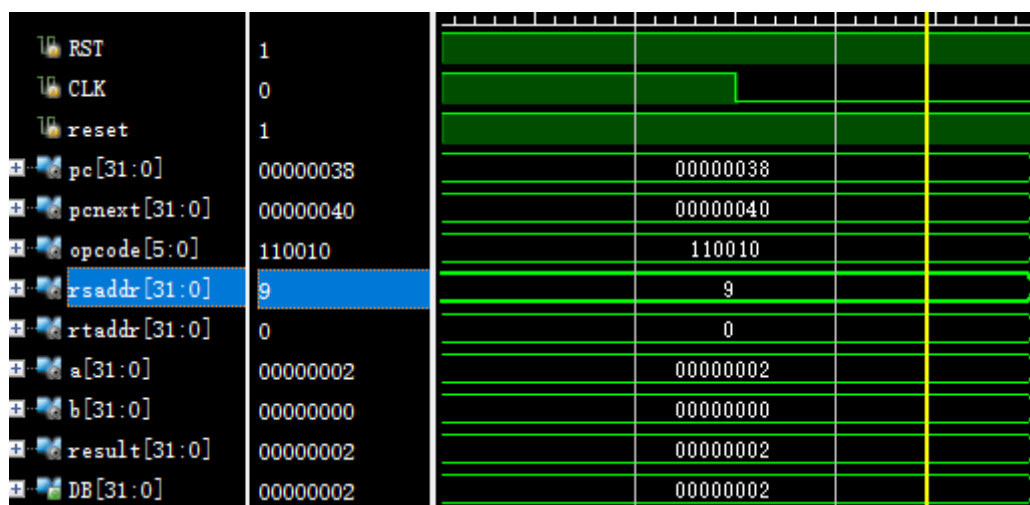 RST 1
CLK 0
reset 1
pc[31:0] 00000038 00000038
pcnext[31:0] 00000040 00000040
opcode[5:0] 110010 110010
rsaddr[31:0] 9 9
rtaddr[31:0] 0 0
a[31:0] 00000002 00000002
b[31:0] 00000000 00000000
result[31:0] 00000002 00000002
DB[31:0] 00000002 00000002